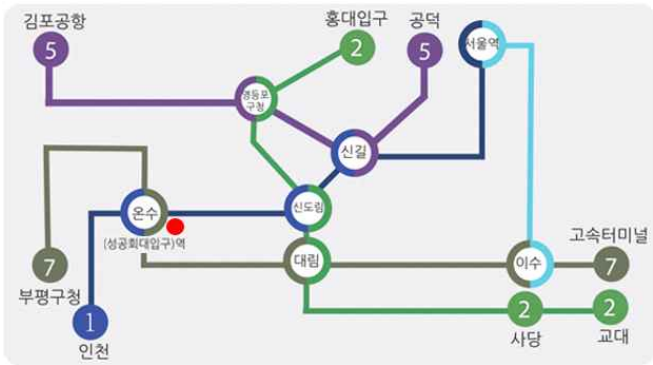 김포공항
5
홍대입구
2
공덕
5
서울역
영등포
구청
신길
온수
(성공회대입구)역
신도림
대림
이수
고속터미널
7
7
부평구청
1
인천
2
사당
2
교대